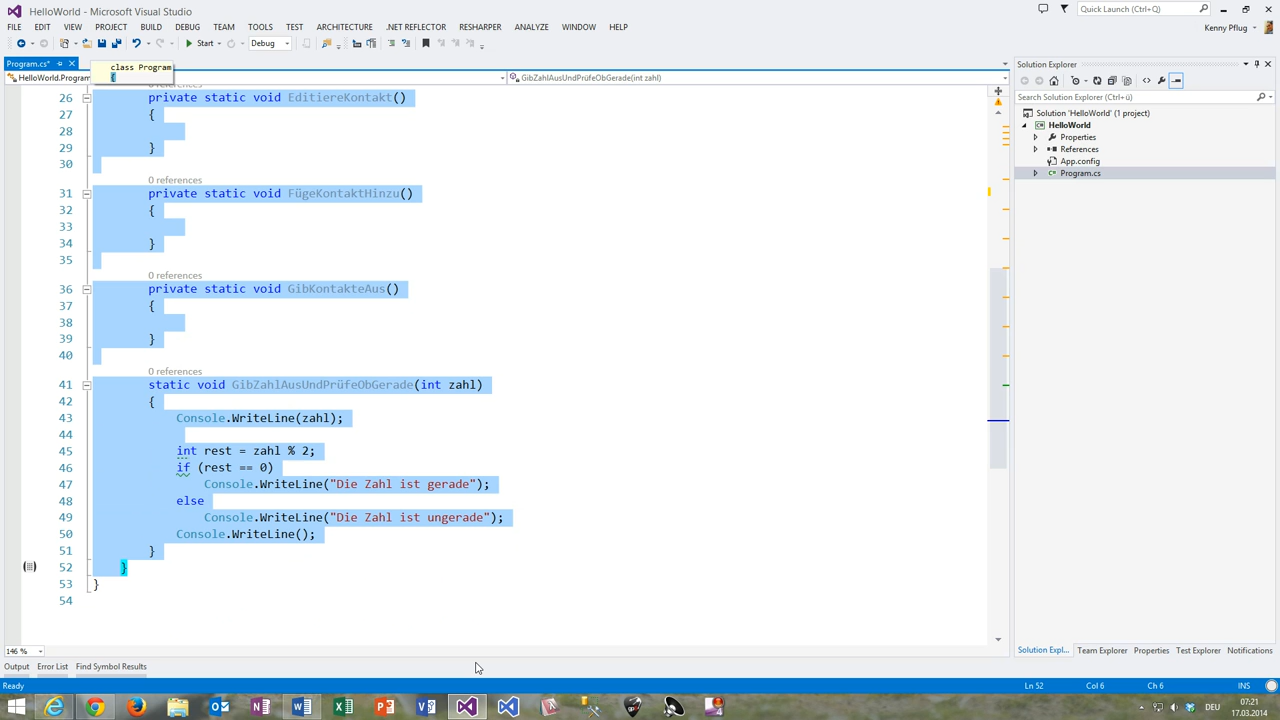 HelloWorld - Microsoft Visual Studio
Quick Launch (Ctrl+Q)
FILE EDIT VIEW PROJECT BUILD DEBUG TEAM TOOLS TEST ARCHITECTURE .NET REFLECTOR RESHARPER ANALYZE WINDOW HELP
Kenny Pflug
Start
Debug
Program.cs*
class Program
{
HelloWorld.Program
GibZahlAusUndPrüfeObGerade(int zahl)
0 references
26 private static void EditiereKontakt()
27 {
28
29 }
30
0 references
31 private static void FügeKontaktHinzu()
32 {
33
34 }
35
0 references
36 private static void GibKontakteAus()
37 {
38
39 }
40
0 references
41 static void GibZahlAusUndPrüfeObGerade(int zahl)
42 {
43 Console.WriteLine(zahl);
44
45 int rest = zahl % 2;
46 if (rest == 0)
47 Console.WriteLine("Die Zahl ist gerade");
48 else
49 Console.WriteLine("Die Zahl ist ungerade");
50 Console.WriteLine();
51 }
52 }
53 }
54
146 %
Solution Explorer
Search Solution Explorer (Ctrl+ü)
Solution 'HelloWorld' (1 project)
HelloWorld
Properties
References
App.config
Program.cs
Solution Expl... Team Explorer Properties Test Explorer Notifications
Output Error List Find Symbol Results
Ready
Ln 52 Col 6 Ch 6 INS
DEU
07:21
17.03.2014